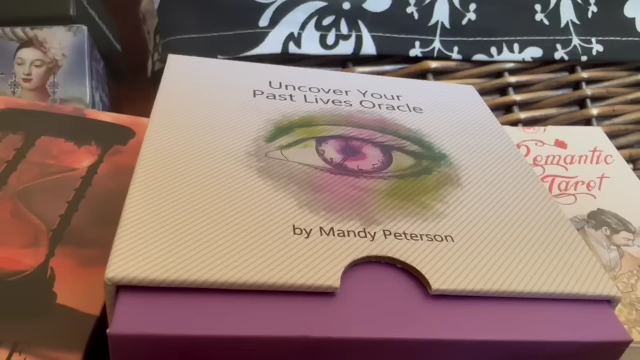 Uncover Your
Past Lives Oracle
by Mandy Peterson
Romantic
Tarot